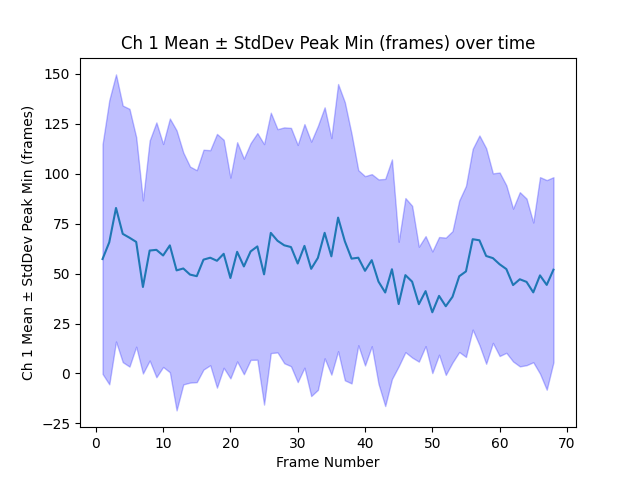 Ch 1 Mean ± StdDev Peak Min (frames) over time
Ch 1 Mean ± StdDev Peak Min (frames)
150
125
100
75
50
25
0
−25
0 10 20 30 40 50 60 70
Frame Number